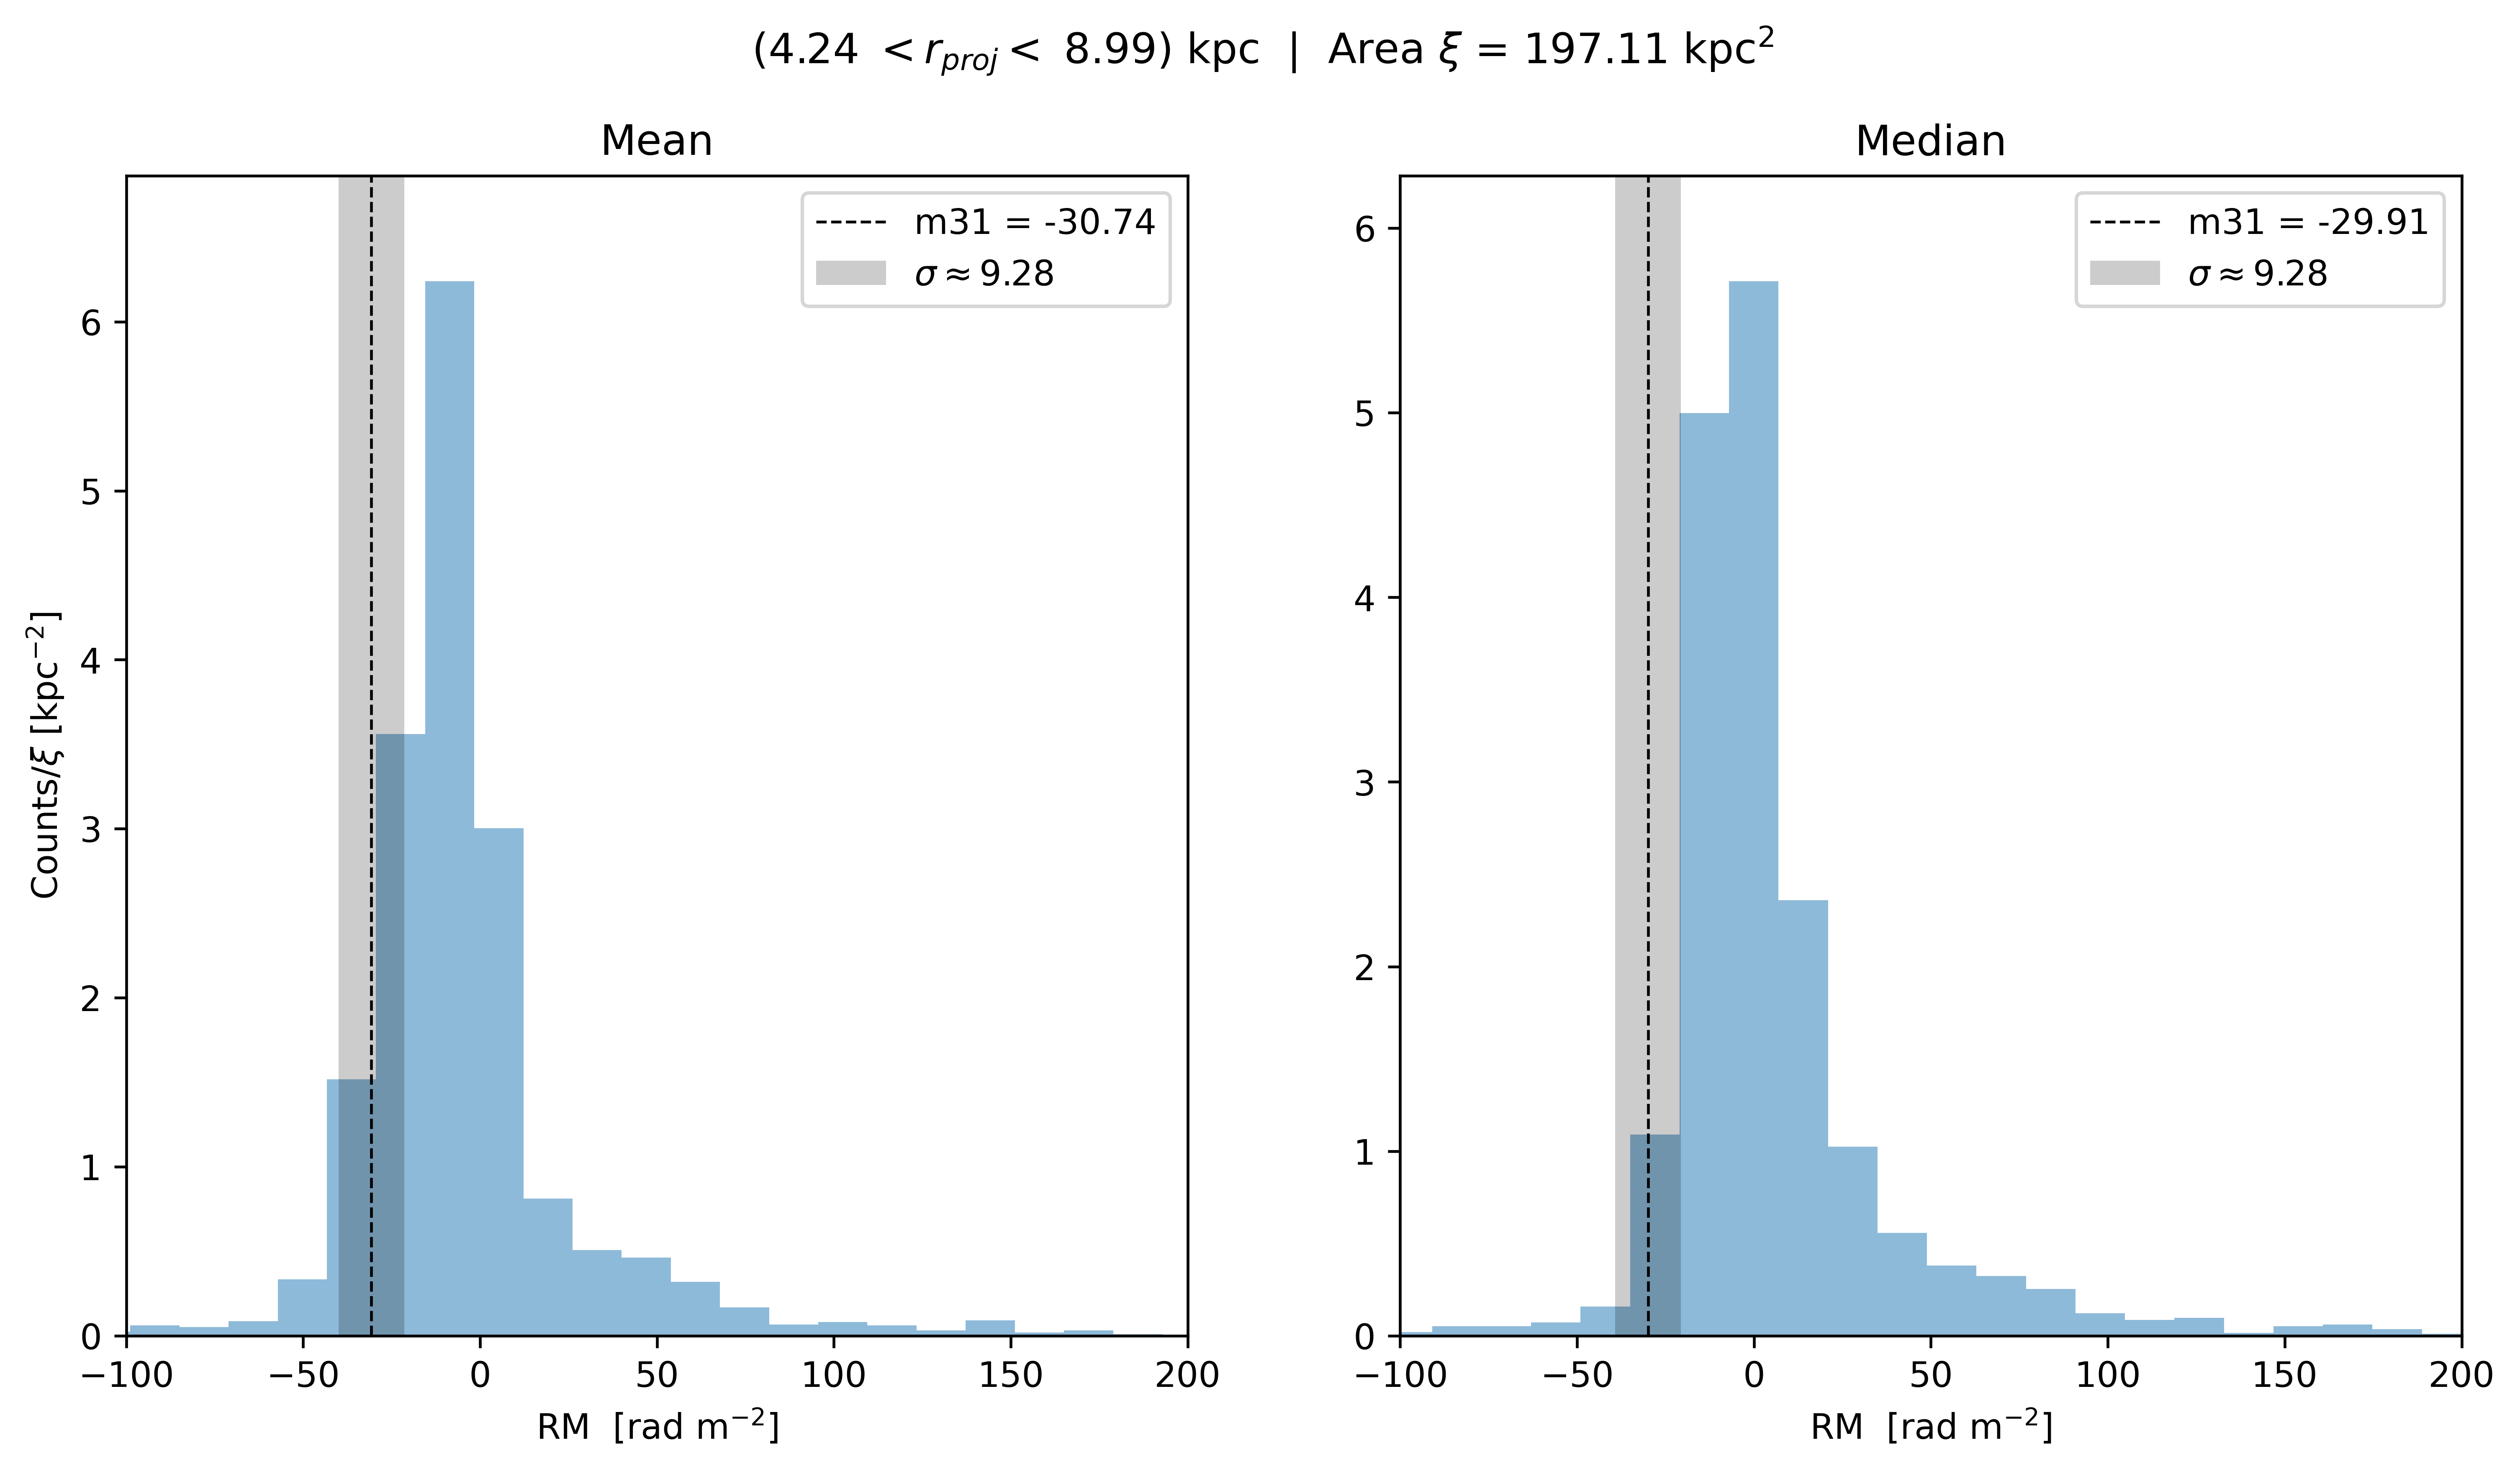 (4.24 < r_proj < 8.99) kpc | Area ξ = 197.11 kpc²
Mean
m31 = -30.74
σ ≈ 9.28
6
5
4
3
2
1
0
Counts/ξ [kpc⁻²]
−100 −50 0 50 100 150 200
RM [rad m⁻²]
Median
m31 = -29.91
σ ≈ 9.28
6
5
4
3
2
1
0
−100 −50 0 50 100 150 200
RM [rad m⁻²]